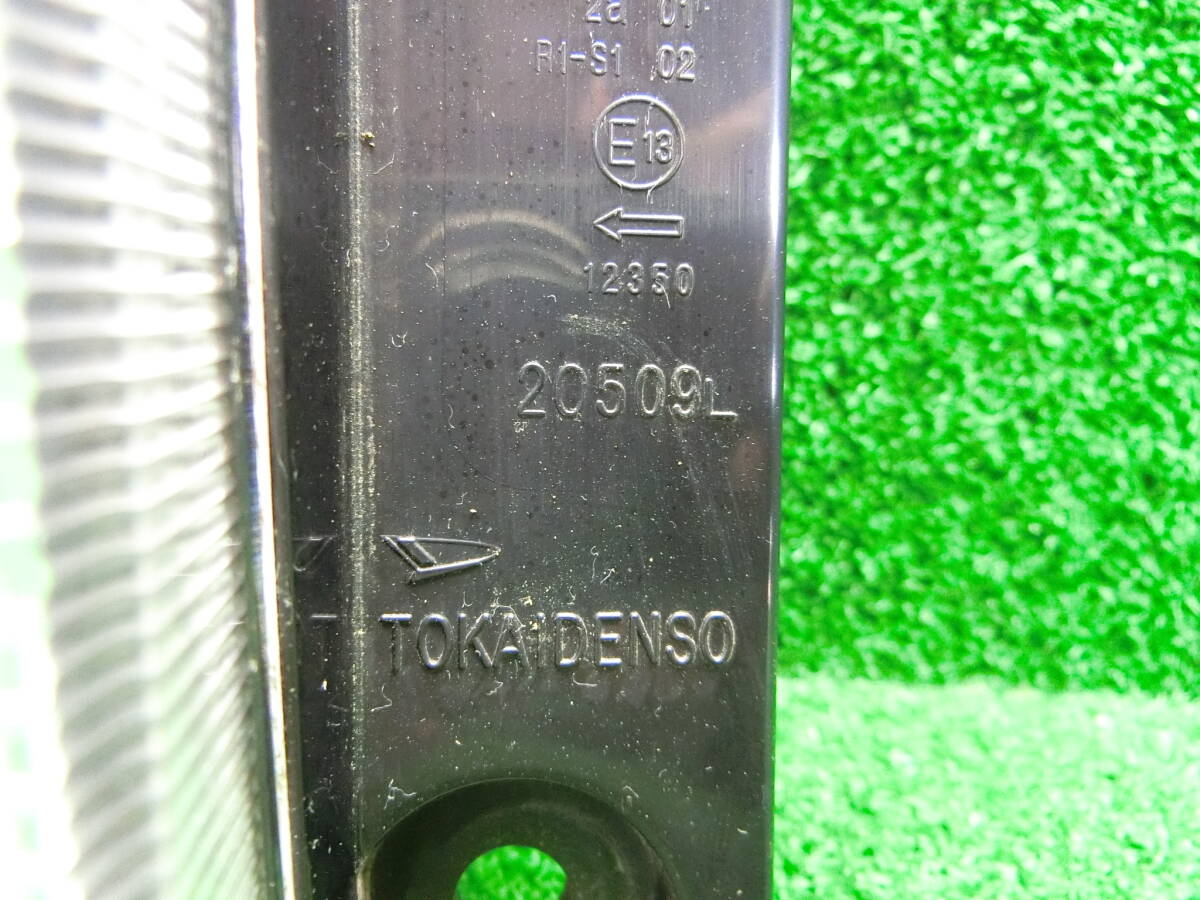 2a 01
R1-S1 02
E13
12350
20509L
TOKAIDENSO